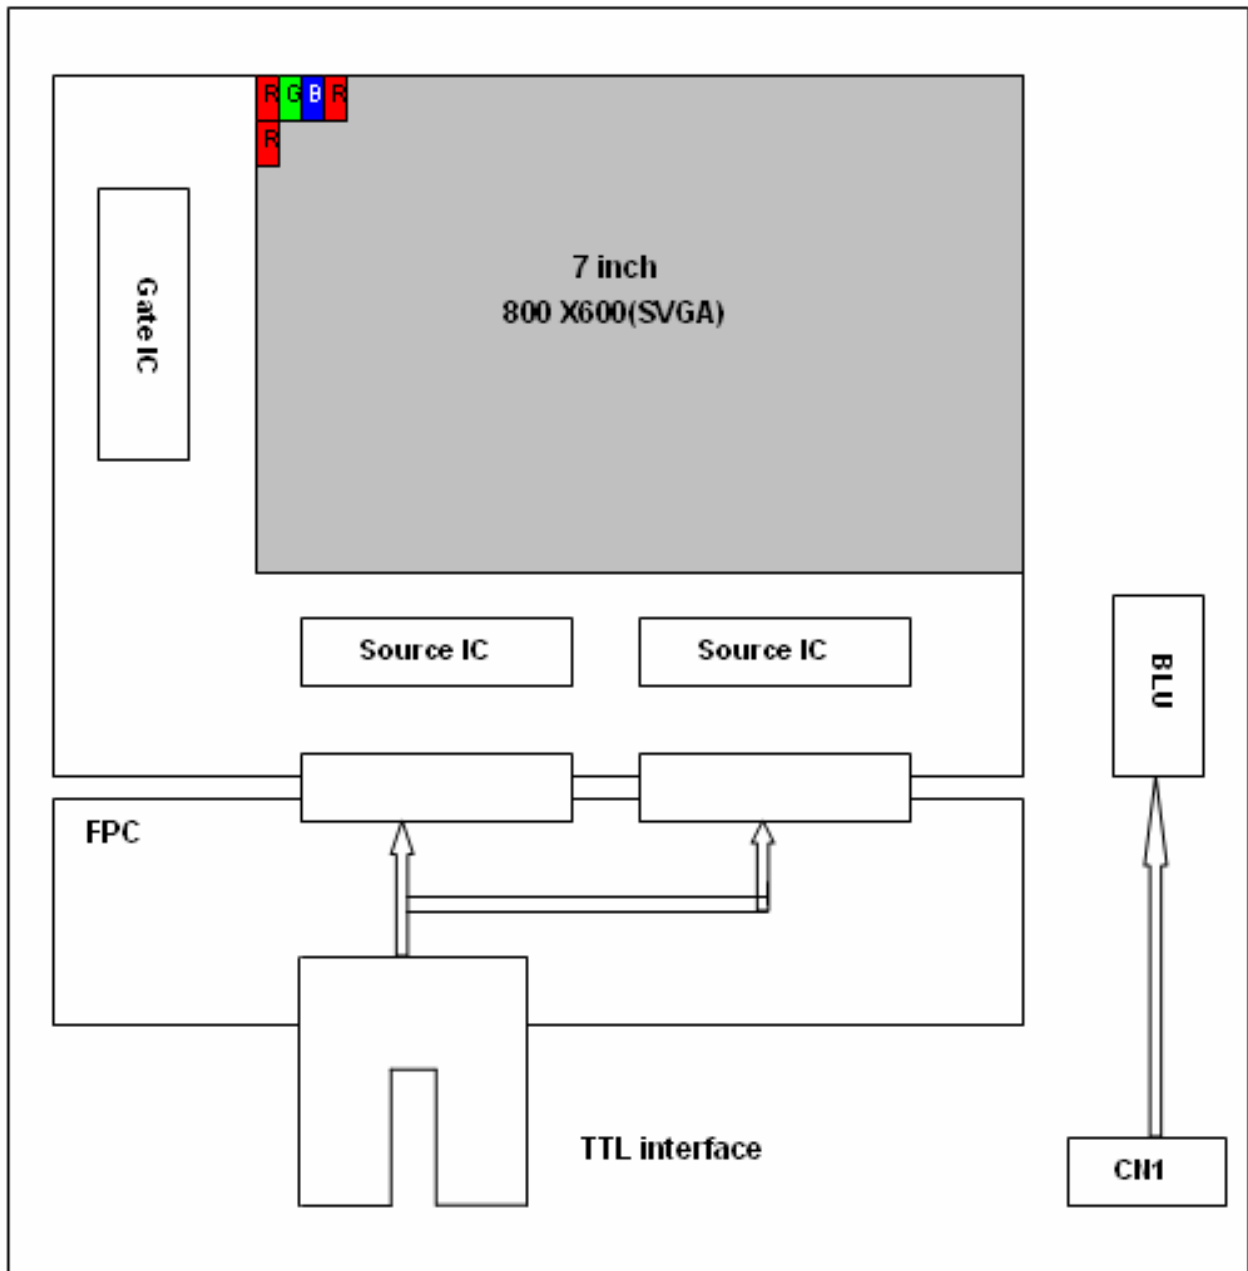 R G B R
R
7 inch
800 X600(SVGA)
Gate IC
Source IC
Source IC
BLU
FPC
TTL interface
CN1